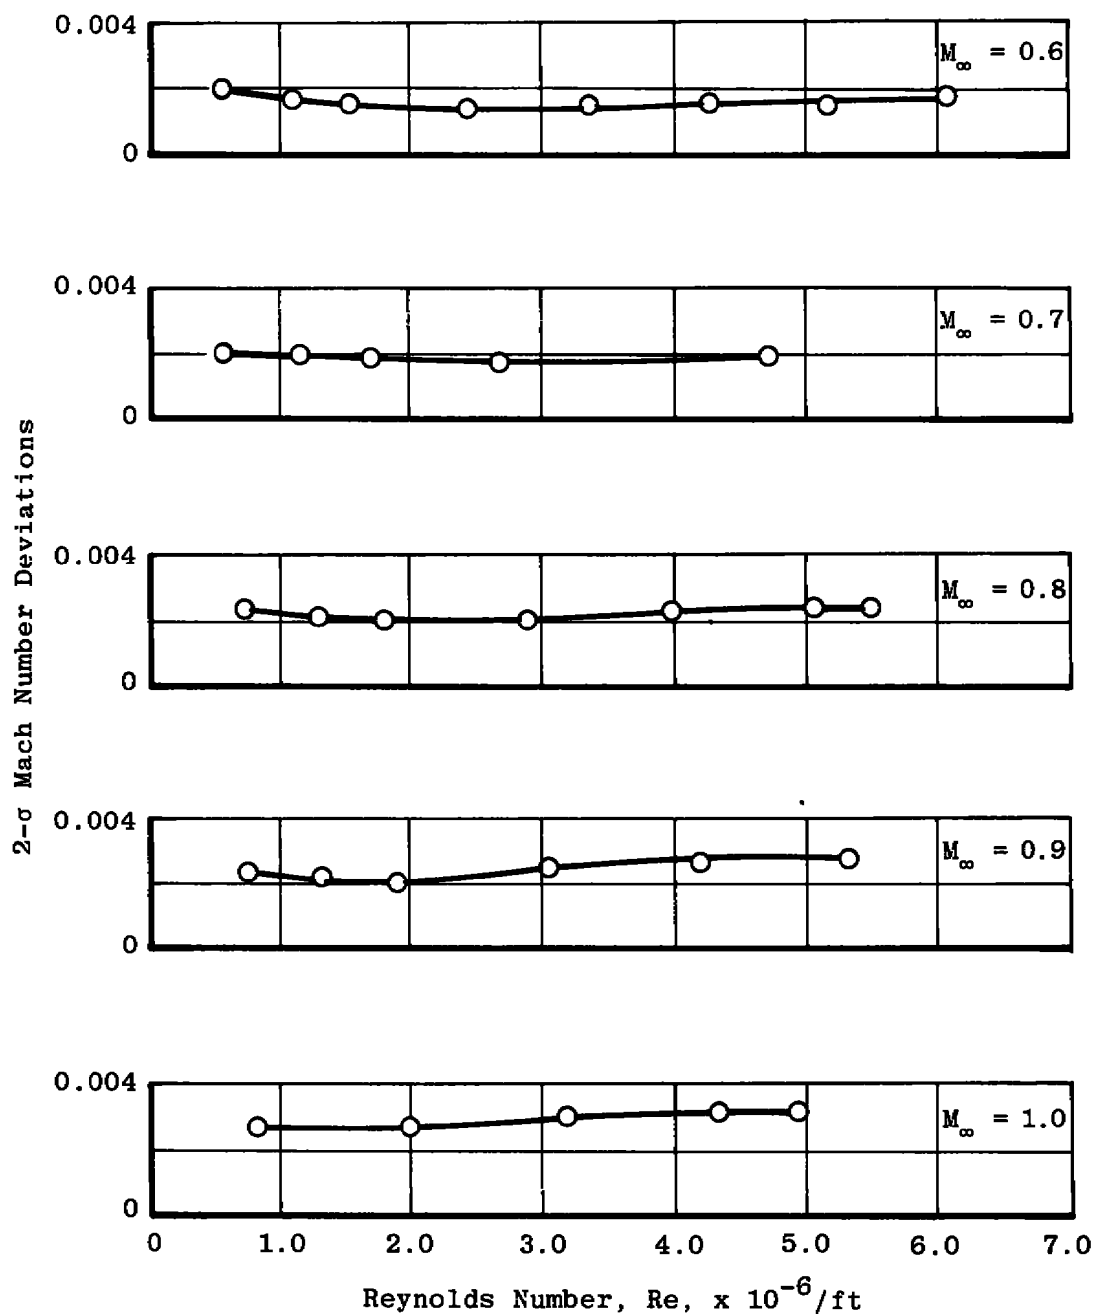 0.004
M∞ = 0.6
0
0.004
M∞ = 0.7
0
2-σ Mach Number Deviations
0.004
M∞ = 0.8
0
0.004
M∞ = 0.9
0
0.004
M∞ = 1.0
0
0 1.0 2.0 3.0 4.0 5.0 6.0 7.0
Reynolds Number, Re, x 10⁻⁶/ft